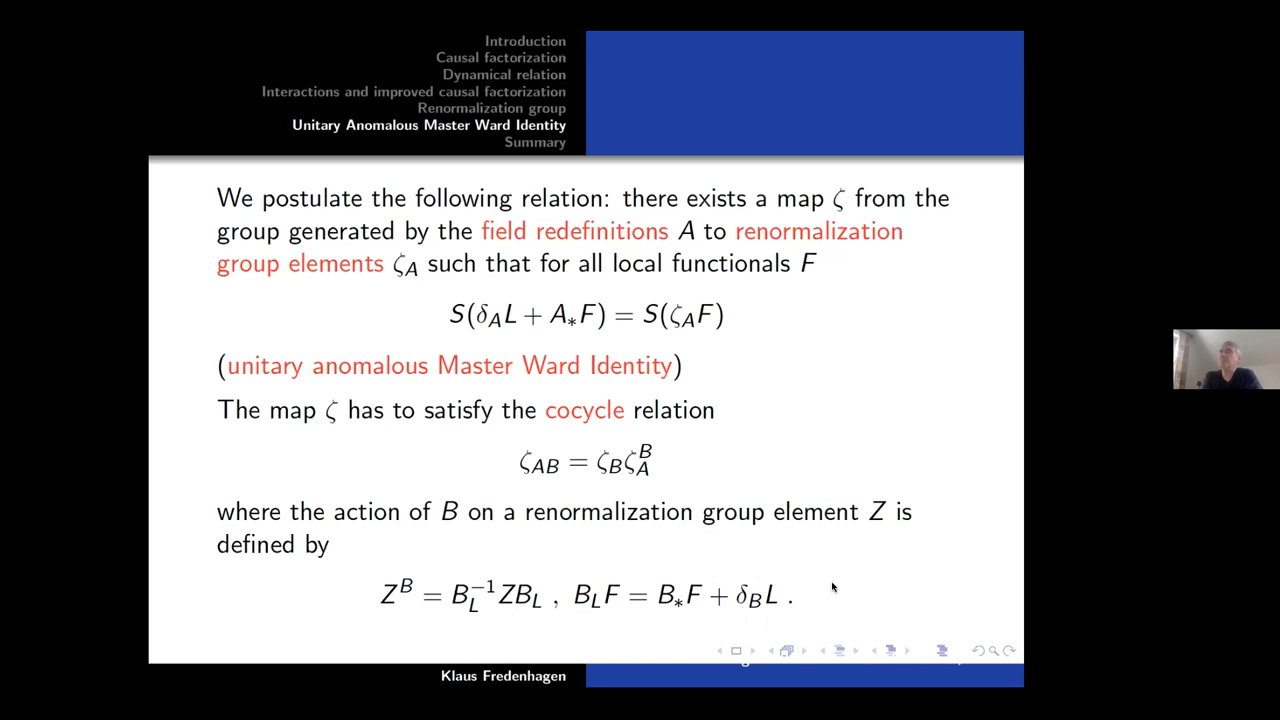 Introduction
Causal factorization
Dynamical relation
Interactions and improved causal factorization
Renormalization group
Unitary Anomalous Master Ward Identity
Summary
We postulate the following relation: there exists a map ζ from the
group generated by the field redefinitions A to renormalization
group elements ζ_A such that for all local functionals F
S(δ_A L + A_∗F) = S(ζ_A F)
(unitary anomalous Master Ward Identity)
The map ζ has to satisfy the cocycle relation
ζ_{AB} = ζ_B ζ_A^B
where the action of B on a renormalization group element Z is
defined by
Z^B = B_L^{-1} Z B_L , B_L F = B_∗F + δ_B L .
Klaus Fredenhagen